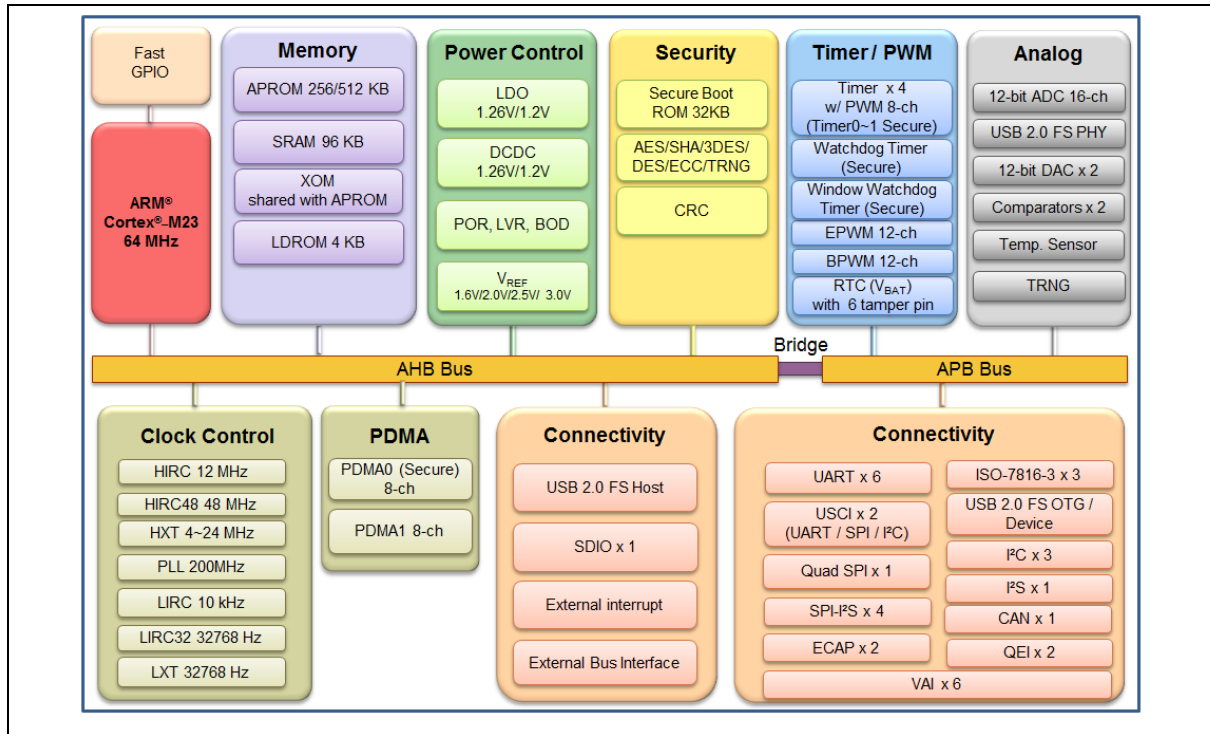 Fast
GPIO
ARM®
Cortex®-M23
64 MHz
Memory
APROM 256/512 KB
SRAM 96 KB
XOM
shared with APROM
LDROM 4 KB
Power Control
LDO
1.26V/1.2V
DCDC
1.26V/1.2V
POR, LVR, BOD
VREF
1.6V/2.0V/2.5V/ 3.0V
Security
Secure Boot
ROM 32KB
AES/SHA/3DES/
DES/ECC/TRNG
CRC
Timer / PWM
Timer x 4
w/ PWM 8-ch
(Timer0~1 Secure)
Watchdog Timer
(Secure)
Window Watchdog
Timer (Secure)
EPWM 12-ch
BPWM 12-ch
RTC (VBAT)
with 6 tamper pin
Analog
12-bit ADC 16-ch
USB 2.0 FS PHY
12-bit DAC x 2
Comparators x 2
Temp. Sensor
TRNG
AHB Bus
Bridge
APB Bus
Clock Control
HIRC 12 MHz
HIRC48 48 MHz
HXT 4~24 MHz
PLL 200MHz
LIRC 10 kHz
LIRC32 32768 Hz
LXT 32768 Hz
PDMA
PDMA0 (Secure)
8-ch
PDMA1 8-ch
Connectivity
USB 2.0 FS Host
SDIO x 1
External interrupt
External Bus Interface
Connectivity
UART x 6
USCI x 2
(UART / SPI / I²C)
Quad SPI x 1
SPI-I²S x 4
ECAP x 2
ISO-7816-3 x 3
USB 2.0 FS OTG /
Device
I²C x 3
I²S x 1
CAN x 1
QEI x 2
VAI x 6